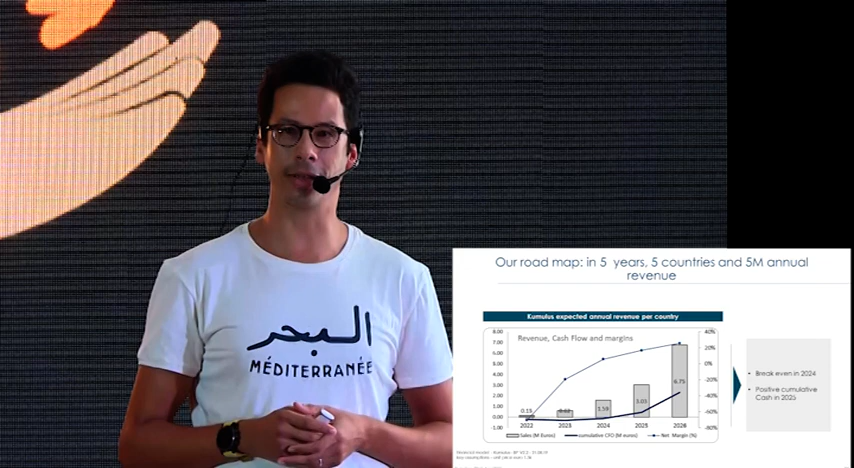 البحر
MÉDITERRANÉE
Our road map: in 5 years, 5 countries and 5M annual
revenue
Kumulus expected annual revenue per country
Revenue, Cash Flow and margins
8.00
7.00
6.00
5.00
4.00
3.00
2.00
1.00
0.00
-1.00
40%
20%
0%
-20%
-40%
-60%
-80%
0.15
0.62
1.58
3.03
6.75
2022 2023 2024 2025 2026
Sales (M Euros) cumulative CFO (M euros) Net Margin (%)
• Break even in 2024
• Positive cumulative
Cash in 2025